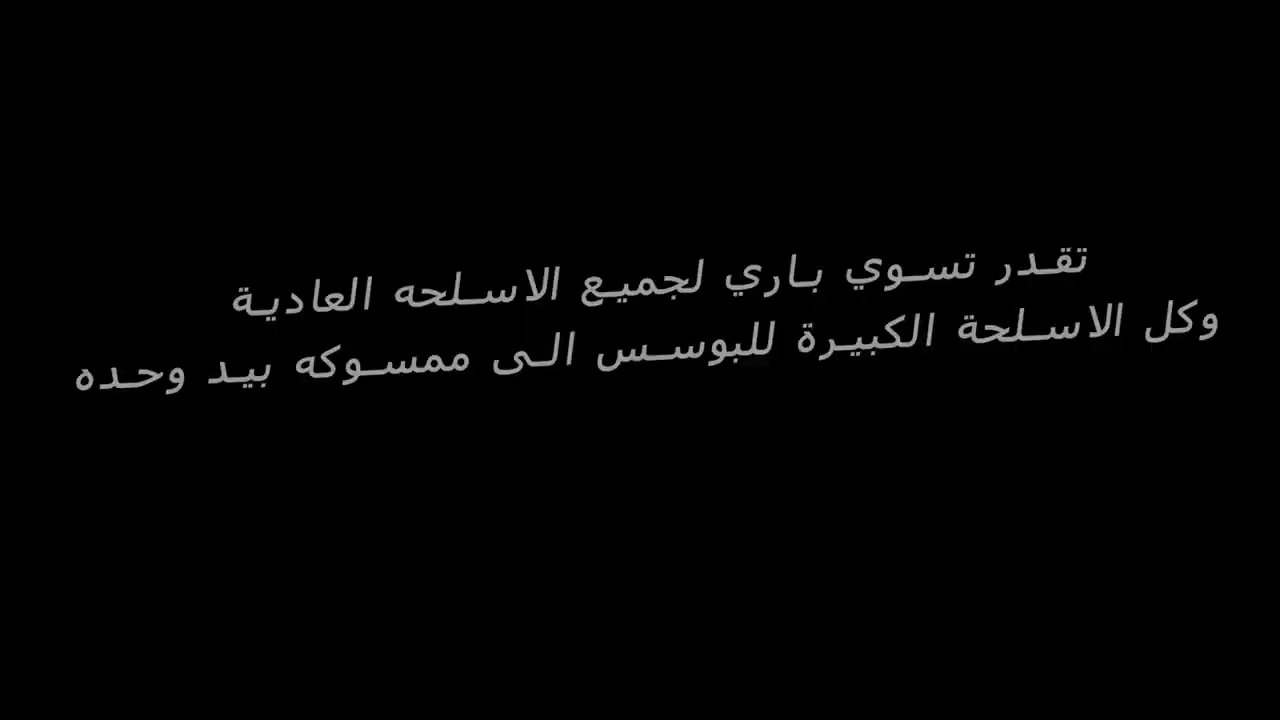 تقدر تسوي باري لجميع الاسلحه العادية
وكل الاسلحة الكبيرة للبوسس الى ممسوكه بيد وحده